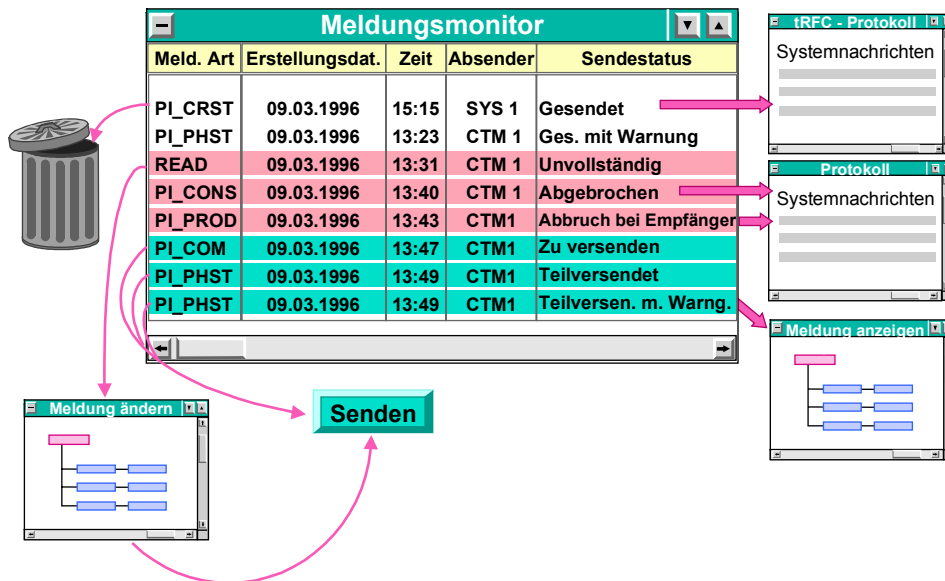 Meldungsmonitor
Meld. Art Erstellungsdat. Zeit Absender Sendestatus
PI_CRST 09.03.1996 15:15 SYS 1 Gesendet
PI_PHST 09.03.1996 13:23 CTM 1 Ges. mit Warnung
READ 09.03.1996 13:31 CTM 1 Unvollständig
PI_CONS 09.03.1996 13:40 CTM 1 Abgebrochen
PI_PROD 09.03.1996 13:43 CTM1 Abbruch bei Empfänger
PI_COM 09.03.1996 13:47 CTM1 Zu versenden
PI_PHST 09.03.1996 13:49 CTM1 Teilversendet
PI_PHST 09.03.1996 13:49 CTM1 Teilversen. m. Warng.
tRFC - Protokoll
Systemnachrichten
Protokoll
Systemnachrichten
Meldung anzeigen
Meldung ändern
Senden